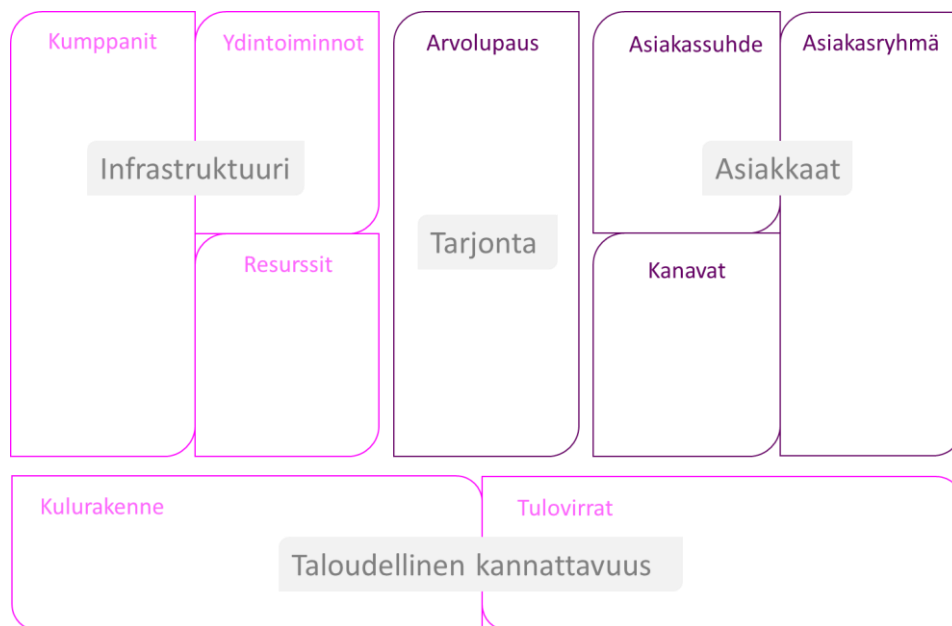 Kumppanit
Ydintoiminnot
Arvolupaus
Asiakassuhde
Asiakasryhmä
Infrastruktuuri
Asiakkaat
Tarjonta
Resurssit
Kanavat
Kulurakenne
Tulovirrat
Taloudellinen kannattavuus